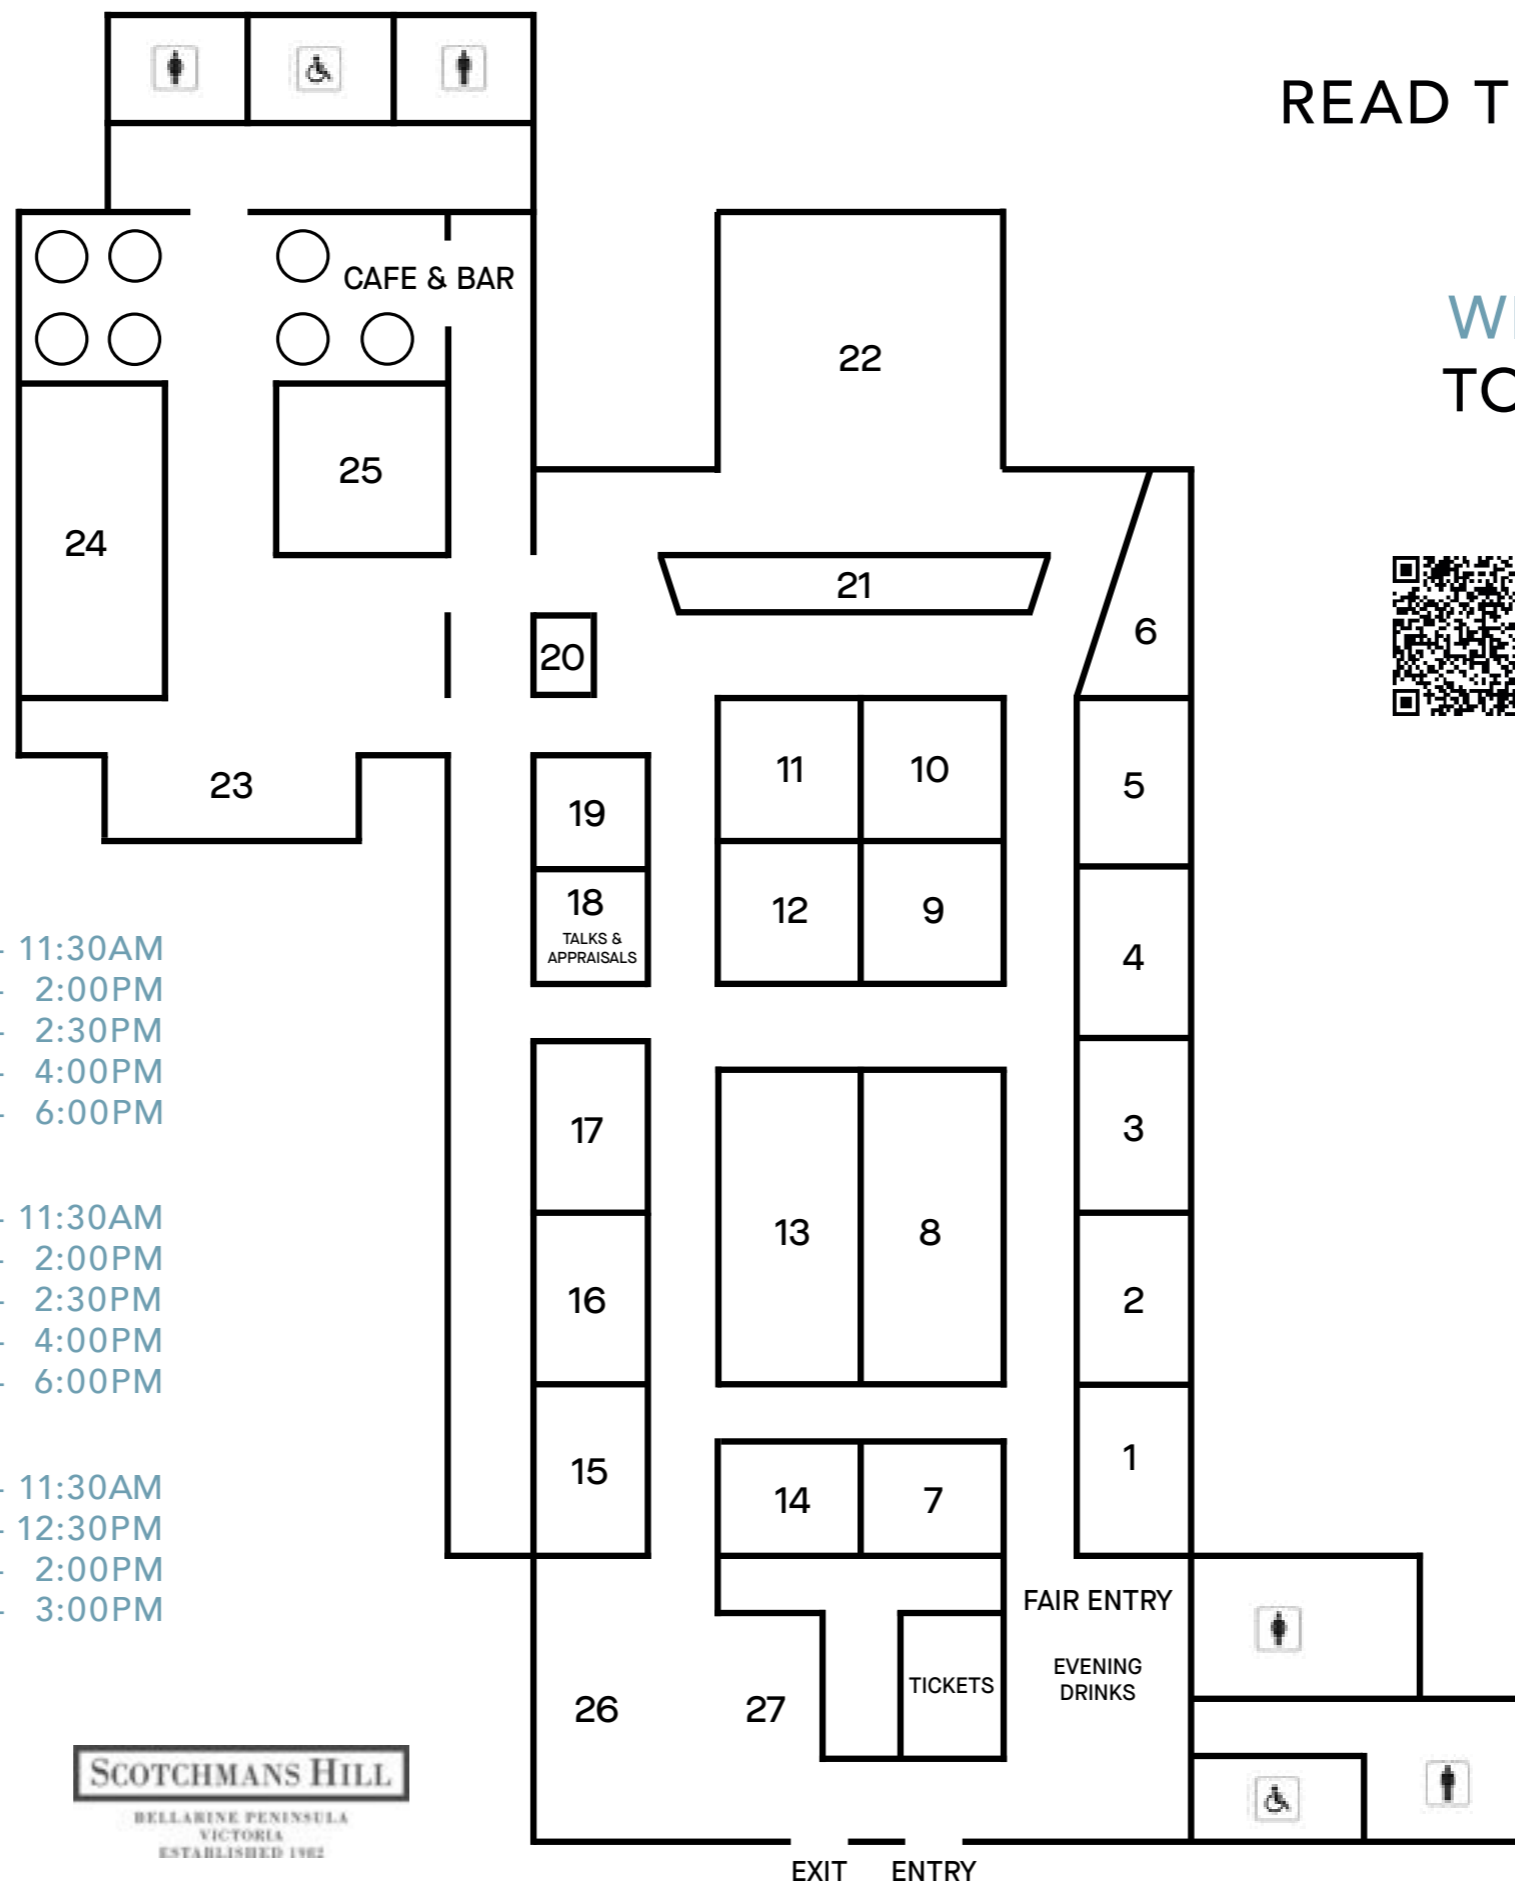 READ T
CAFE & BAR
22
TO
25
24
21
6
20
11
10
5
23
19
18
TALKS &
APPRAISALS
12
9
4
- 11:30AM
- 2:00PM
- 2:30PM
- 4:00PM
- 6:00PM
17
3
13
8
- 11:30AM
- 2:00PM
- 2:30PM
- 4:00PM
- 6:00PM
16
2
15
14
7
1
- 11:30AM
- 12:30PM
- 2:00PM
- 3:00PM
FAIR ENTRY
EVENING
DRINKS
TICKETS
26
27
SCOTCHMANS HILL
BELLARINE PENINSULA
VICTORIA
ESTABLISHED 1982
EXIT
ENTRY